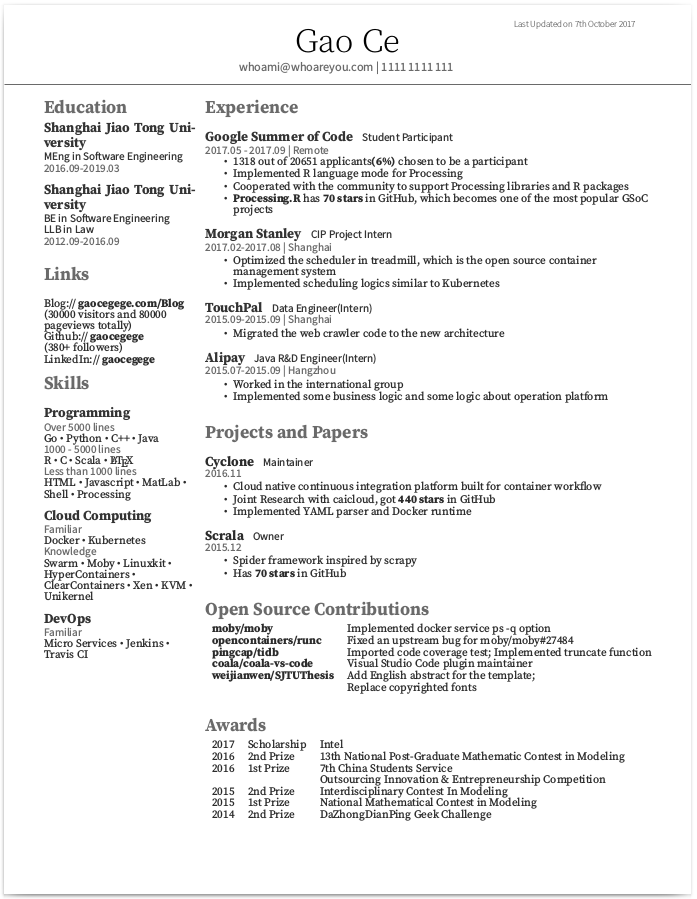 Last Updated on 7th October 2017
Gao Ce
whoami@whoareyou.com | 1111 1111 111
Education
Shanghai Jiao Tong Uni-
versity
MEng in Software Engineering
2016.09-2019.03
Shanghai Jiao Tong Uni-
versity
BE in Software Engineering
LLB in Law
2012.09-2016.09
Links
Blog:// gaocegege.com/Blog
(30000 visitors and 80000
pageviews totally)
Github:// gaocegege
(380+ followers)
LinkedIn:// gaocegege
Skills
Programming
Over 5000 lines
Go • Python • C++ • Java
1000 - 5000 lines
R • C • Scala • LATEX
Less than 1000 lines
HTML • Javascript • MatLab •
Shell • Processing
Cloud Computing
Familiar
Docker • Kubernetes
Knowledge
Swarm • Moby • Linuxkit •
HyperContainers •
ClearContainers • Xen • KVM •
Unikernel
DevOps
Familiar
Micro Services • Jenkins •
Travis CI
Experience
Google Summer of Code Student Participant
2017.05 - 2017.09 | Remote
• 1318 out of 20651 applicants(6%) chosen to be a participant
• Implemented R language mode for Processing
• Cooperated with the community to support Processing libraries and R packages
• Processing.R has 70 stars in GitHub, which becomes one of the most popular GSoC
projects
Morgan Stanley CIP Project Intern
2017.02-2017.08 | Shanghai
• Optimized the scheduler in treadmill, which is the open source container
management system
• Implemented scheduling logics similar to Kubernetes
TouchPal Data Engineer(Intern)
2015.09-2015.09 | Shanghai
• Migrated the web crawler code to the new architecture
Alipay Java R&D Engineer(Intern)
2015.07-2015.09 | Hangzhou
• Worked in the international group
• Implemented some business logic and some logic about operation platform
Projects and Papers
Cyclone Maintainer
2016.11
• Cloud native continuous integration platform built for container workflow
• Joint Research with caicloud, got 440 stars in GitHub
• Implemented YAML parser and Docker runtime
Scrala Owner
2015.12
• Spider framework inspired by scrapy
• Has 70 stars in GitHub
Open Source Contributions
moby/moby Implemented docker service ps -q option
opencontainers/runc Fixed an upstream bug for moby/moby#27484
pingcap/tidb Imported code coverage test; Implemented truncate function
coala/coala-vs-code Visual Studio Code plugin maintainer
weijianwen/SJTUThesis Add English abstract for the template;
Replace copyrighted fonts
Awards
2017 Scholarship Intel
2016 2nd Prize 13th National Post-Graduate Mathematic Contest in Modeling
2016 1st Prize 7th China Students Service
Outsourcing Innovation & Entrepreneurship Competition
2015 2nd Prize Interdisciplinary Contest In Modeling
2015 1st Prize National Mathematical Contest in Modeling
2014 2nd Prize DaZhongDianPing Geek Challenge